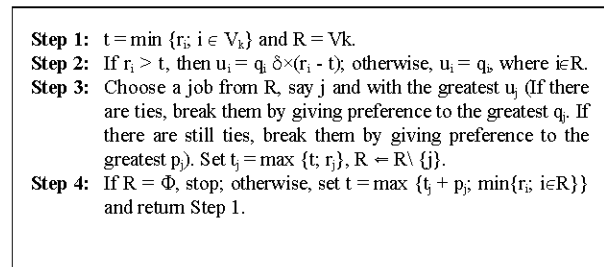 Step 1: t = min {rᵢ; i ∈ Vₖ} and R = Vk.
Step 2: If rᵢ > t, then uᵢ = qᵢ δ×(rᵢ - t); otherwise, uᵢ = qᵢ, where i∈R.
Step 3: Choose a job from R, say j and with the greatest uⱼ (If there
are ties, break them by giving preference to the greatest qⱼ. If
there are still ties, break them by giving preference to the
greatest pⱼ). Set tⱼ = max {t; rⱼ}, R ⇐ R\ {j}.
Step 4: If R = Φ, stop; otherwise, set t = max {tⱼ + pⱼ; min{rᵢ; i∈R}}
and return Step 1.